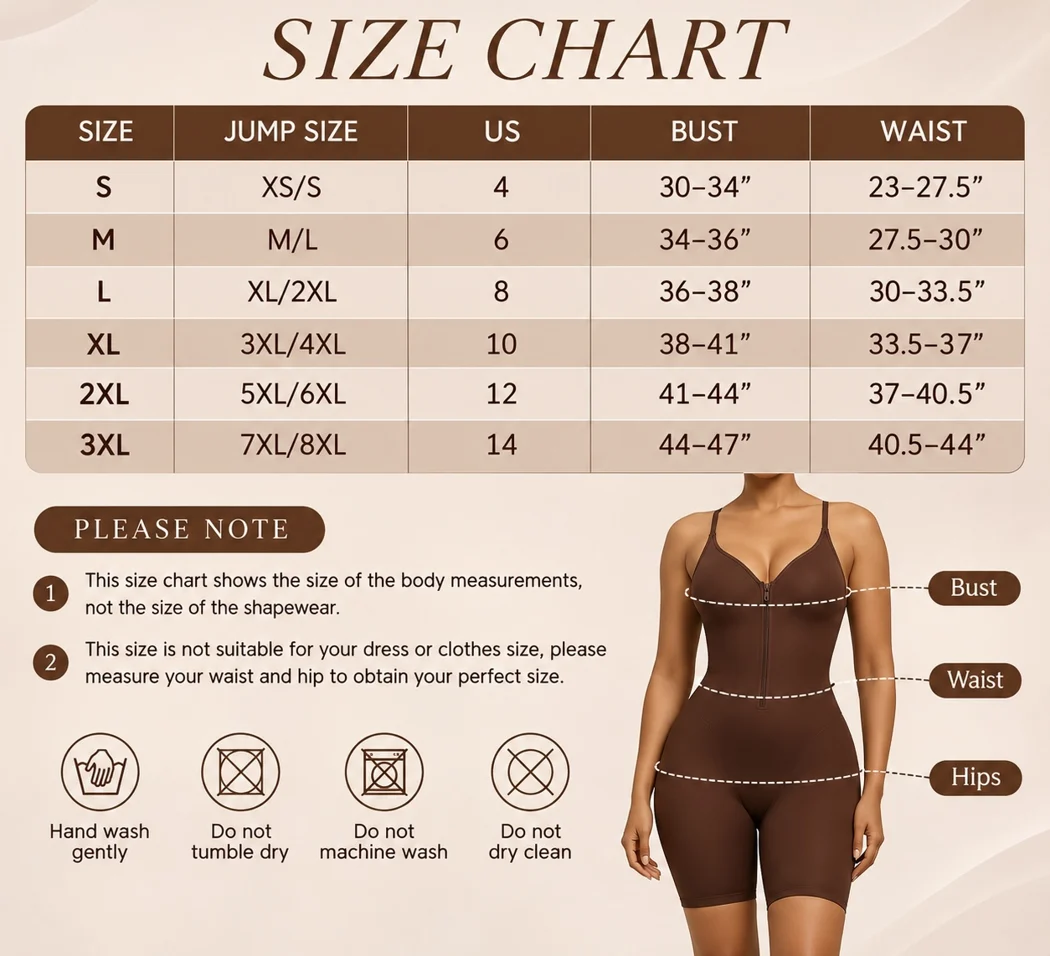 SIZE CHART
SIZE JUMP SIZE US BUST WAIST
S XS/S 4 30–34” 23–27.5”
M M/L 6 34–36” 27.5–30”
L XL/2XL 8 36–38” 30–33.5”
XL 3XL/4XL 10 38–41” 33.5–37”
2XL 5XL/6XL 12 41–44” 37–40.5”
3XL 7XL/8XL 14 44–47” 40.5–44”
PLEASE NOTE
1 This size chart shows the size of the body measurements,
not the size of the shapewear.
2 This size is not suitable for your dress or clothes size, please
measure your waist and hip to obtain your perfect size.
Bust
Waist
Hips
Hand wash
gently
Do not
tumble dry
Do not
machine wash
Do not
dry clean